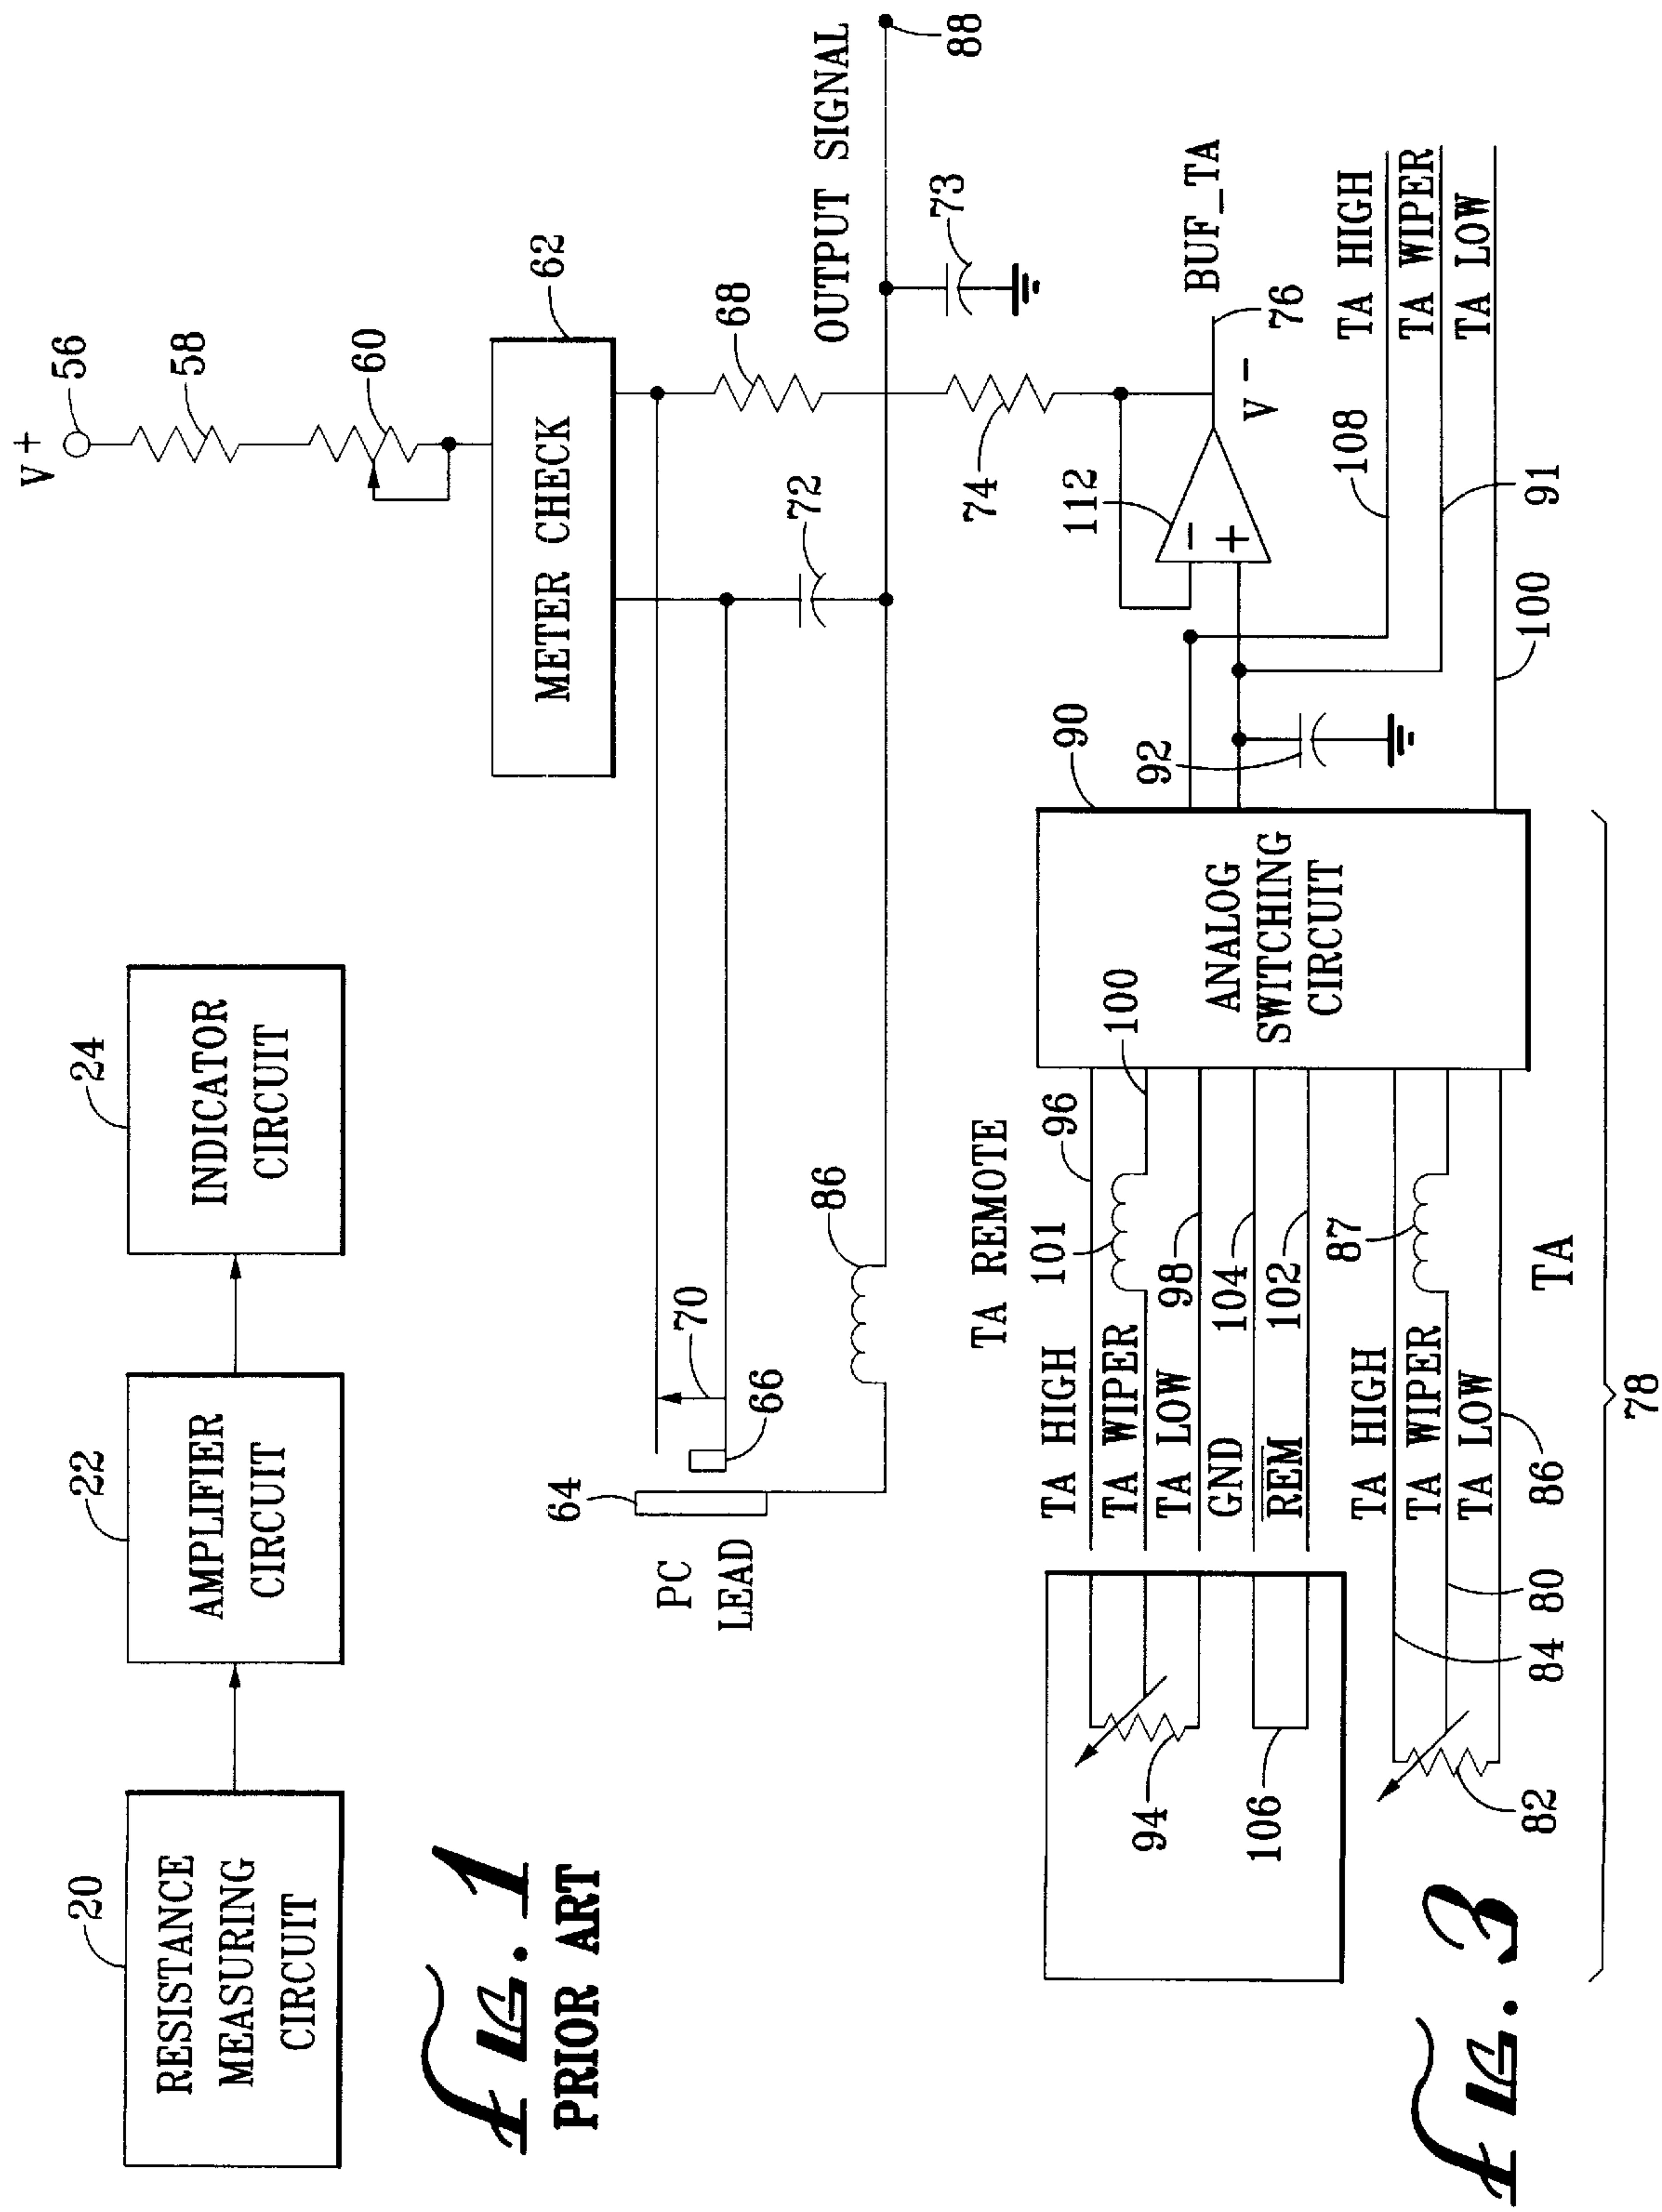 20
RESISTANCE
MEASURING
CIRCUIT
22
AMPLIFIER
CIRCUIT
24
INDICATOR
CIRCUIT
FIG. 1
PRIOR ART
V+
56
58
60
METER CHECK
62
64
PC
LEAD
66
70
72
68
86
OUTPUT SIGNAL
88
73
74
112
−
+
V−
76
BUF_TA
TA REMOTE
TA HIGH
101
96
TA WIPER
100
TA LOW
98
GND
104
REM
102
94
106
TA HIGH
87
TA WIPER
TA LOW
82
84
80
86
TA
78
ANALOG
SWITCHING
CIRCUIT
90
92
108
TA HIGH
91
TA WIPER
100
TA LOW
FIG. 3